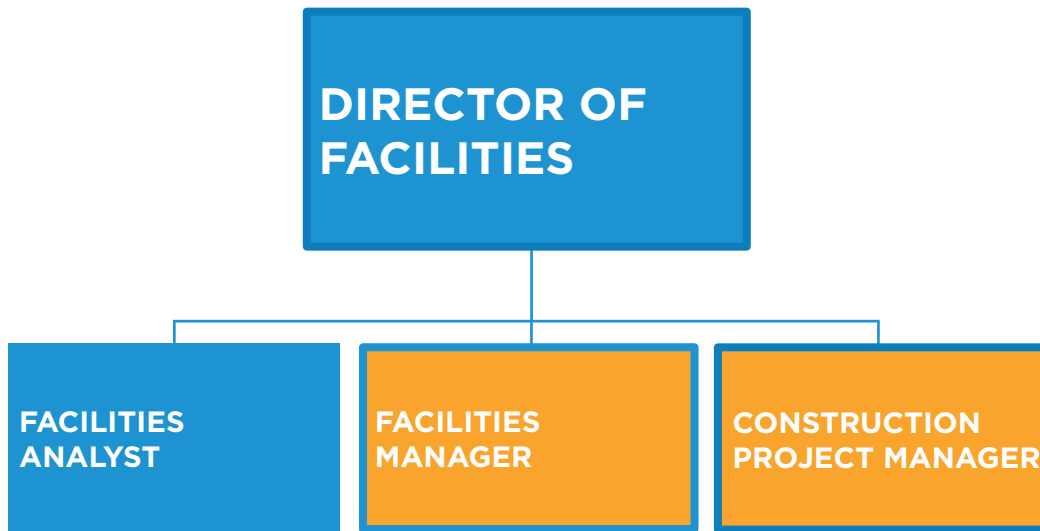 DIRECTOR OF
FACILITIES
FACILITIES
ANALYST
FACILITIES
MANAGER
CONSTRUCTION
PROJECT MANAGER